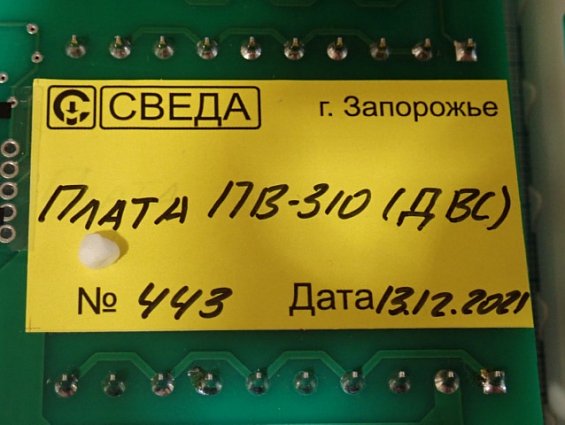 СВЕДА г. Запорожье
Плата ПВ-310 (ДВС)
№ 443 Дата 13.12.2021